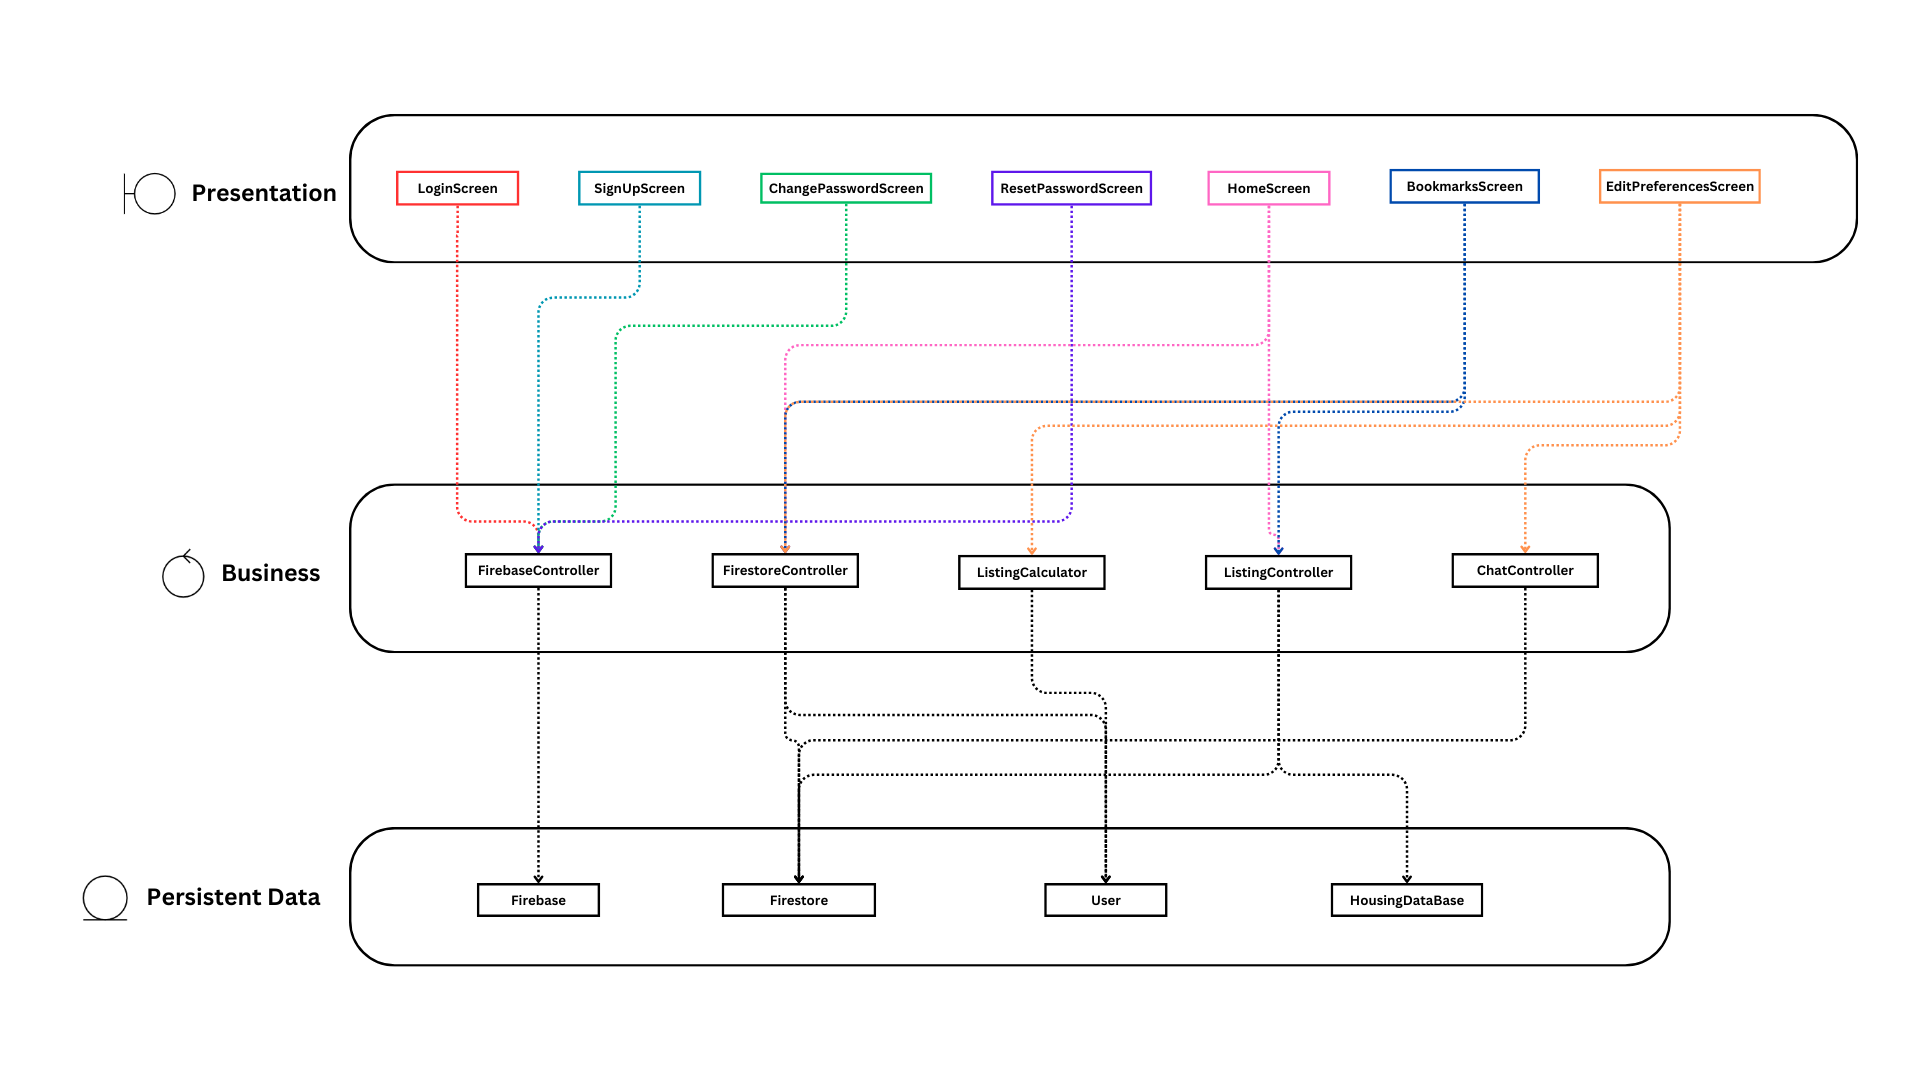 Presentation
LoginScreen
SignUpScreen
ChangePasswordScreen
ResetPasswordScreen
HomeScreen
BookmarksScreen
EditPreferencesScreen
Business
FirebaseController
FirestoreController
ListingCalculator
ListingController
ChatController
Persistent Data
Firebase
Firestore
User
HousingDataBase